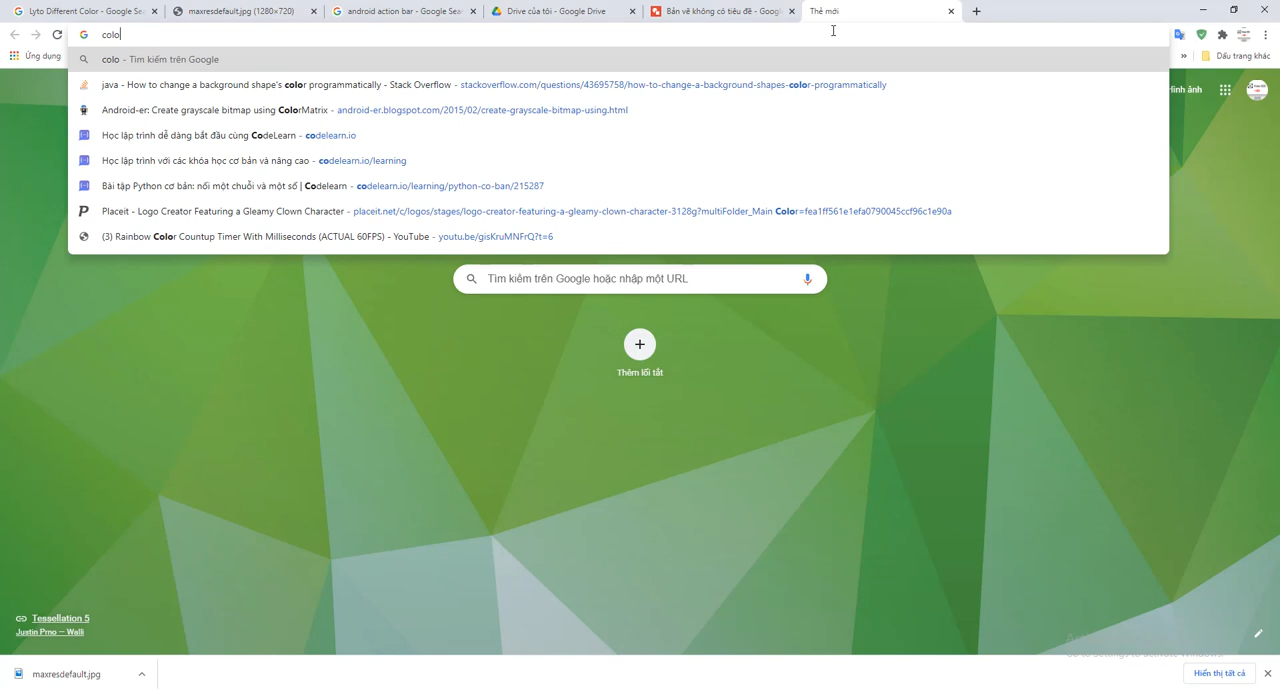 Lyto Different Color - Google Sea
maxresdefault.jpg (1280×720)
android action bar - Google Sear
Drive của tôi - Google Drive
Bản vẽ không có tiêu đề - Googl
Thẻ mới
colo
Ứng dụng
Dấu trang khác
colo - Tìm kiếm trên Google
java - How to change a background shape's color programmatically - Stack Overflow - stackoverflow.com/questions/43695758/how-to-change-a-background-shapes-color-programmatically
Android-er: Create grayscale bitmap using ColorMatrix - android-er.blogspot.com/2015/02/create-grayscale-bitmap-using.html
Học lập trình dễ dàng bắt đầu cùng CodeLearn - codelearn.io
Học lập trình với các khóa học cơ bản và nâng cao - codelearn.io/learning
Bài tập Python cơ bản: nối một chuỗi và một số | Codelearn - codelearn.io/learning/python-co-ban/215287
Placeit - Logo Creator Featuring a Gleamy Clown Character - placeit.net/c/logos/stages/logo-creator-featuring-a-gleamy-clown-character-3128g?multiFolder_Main Color=fea1ff561e1efa0790045ccf96c1e90a
(3) Rainbow Color Countup Timer With Milliseconds (ACTUAL 60FPS) - YouTube - youtu.be/gisKruMNFrQ?t=6
Hình ảnh
Tìm kiếm trên Google hoặc nhập một URL
Thêm lối tắt
Tessellation 5
Justin Prno — Walli
Go to Settings to activate Windows.
maxresdefault.jpg
Hiển thị tất cả